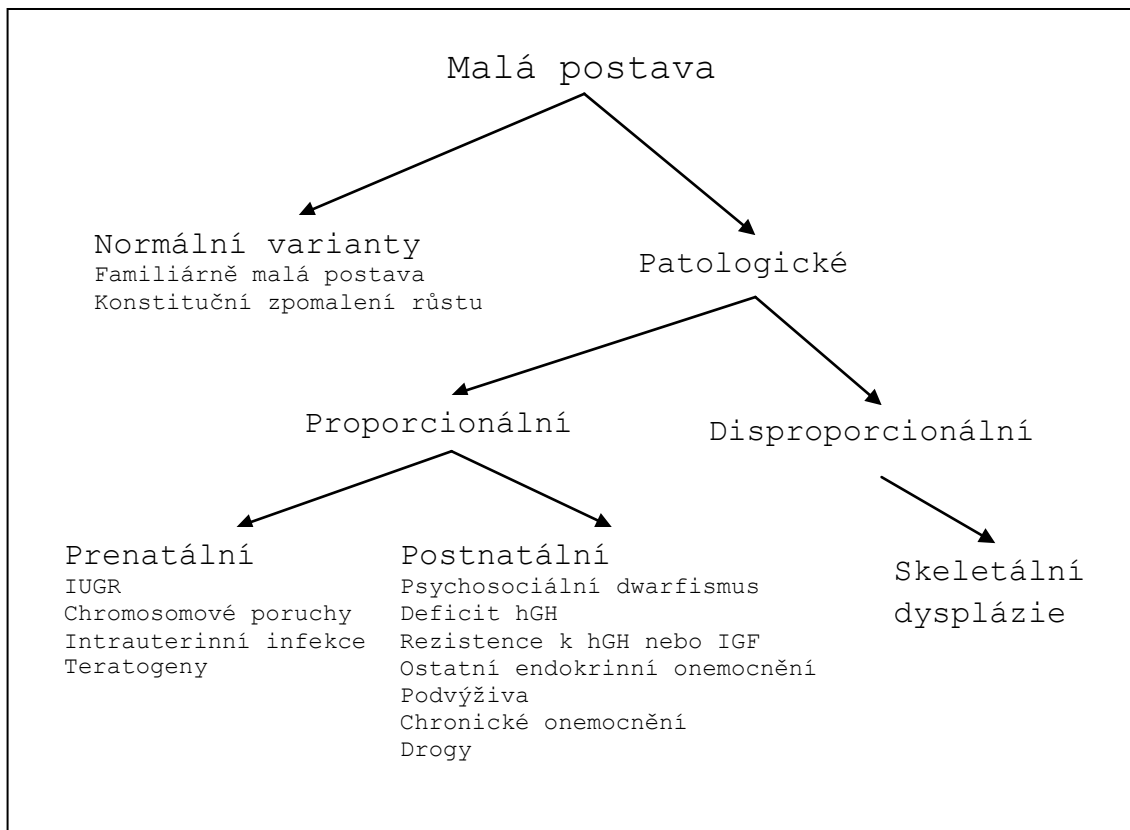 Malá postava
Normální varianty
Familiárně malá postava
Konstituční zpomalení růstu
Patologické
Proporcionální
Disproporcionální
Prenatální
IUGR
Chromosomové poruchy
Intrauterinní infekce
Teratogeny
Postnatální
Psychosociální dwarfismus
Deficit hGH
Rezistence k hGH nebo IGF
Ostatní endokrinní onemocnění
Podvýživa
Chronické onemocnění
Drogy
Skeletální
dysplázie